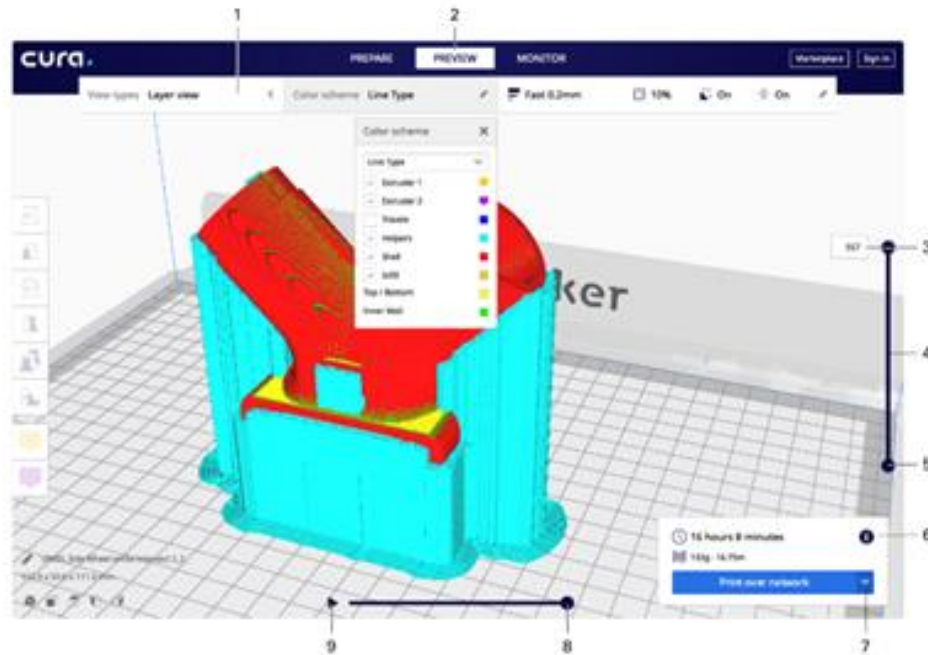 1
2
cura.
PREPARE
PREVIEW
MONITOR
Marketplace
Sign in
View types Layer view
Color scheme Line Type
Fast 0.2mm
10%
On
On
Color scheme
Line Type
Extruder 1
Extruder 2
Travels
Helpers
Shell
Infill
Top / Bottom
Inner Wall
ker
3
4
5
6
16 hours 8 minutes
Print over network
9
8
7